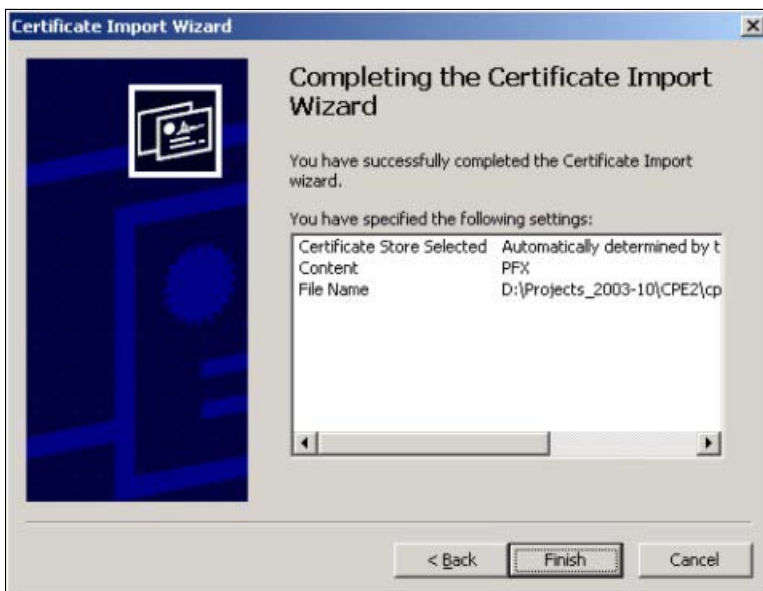 Certificate Import Wizard
Completing the Certificate Import
Wizard
You have successfully completed the Certificate Import
wizard.
You have specified the following settings:
Certificate Store Selected Automatically determined by t
Content PFX
File Name D:\Projects_2003-10\CPE2\cp
< Back Finish Cancel